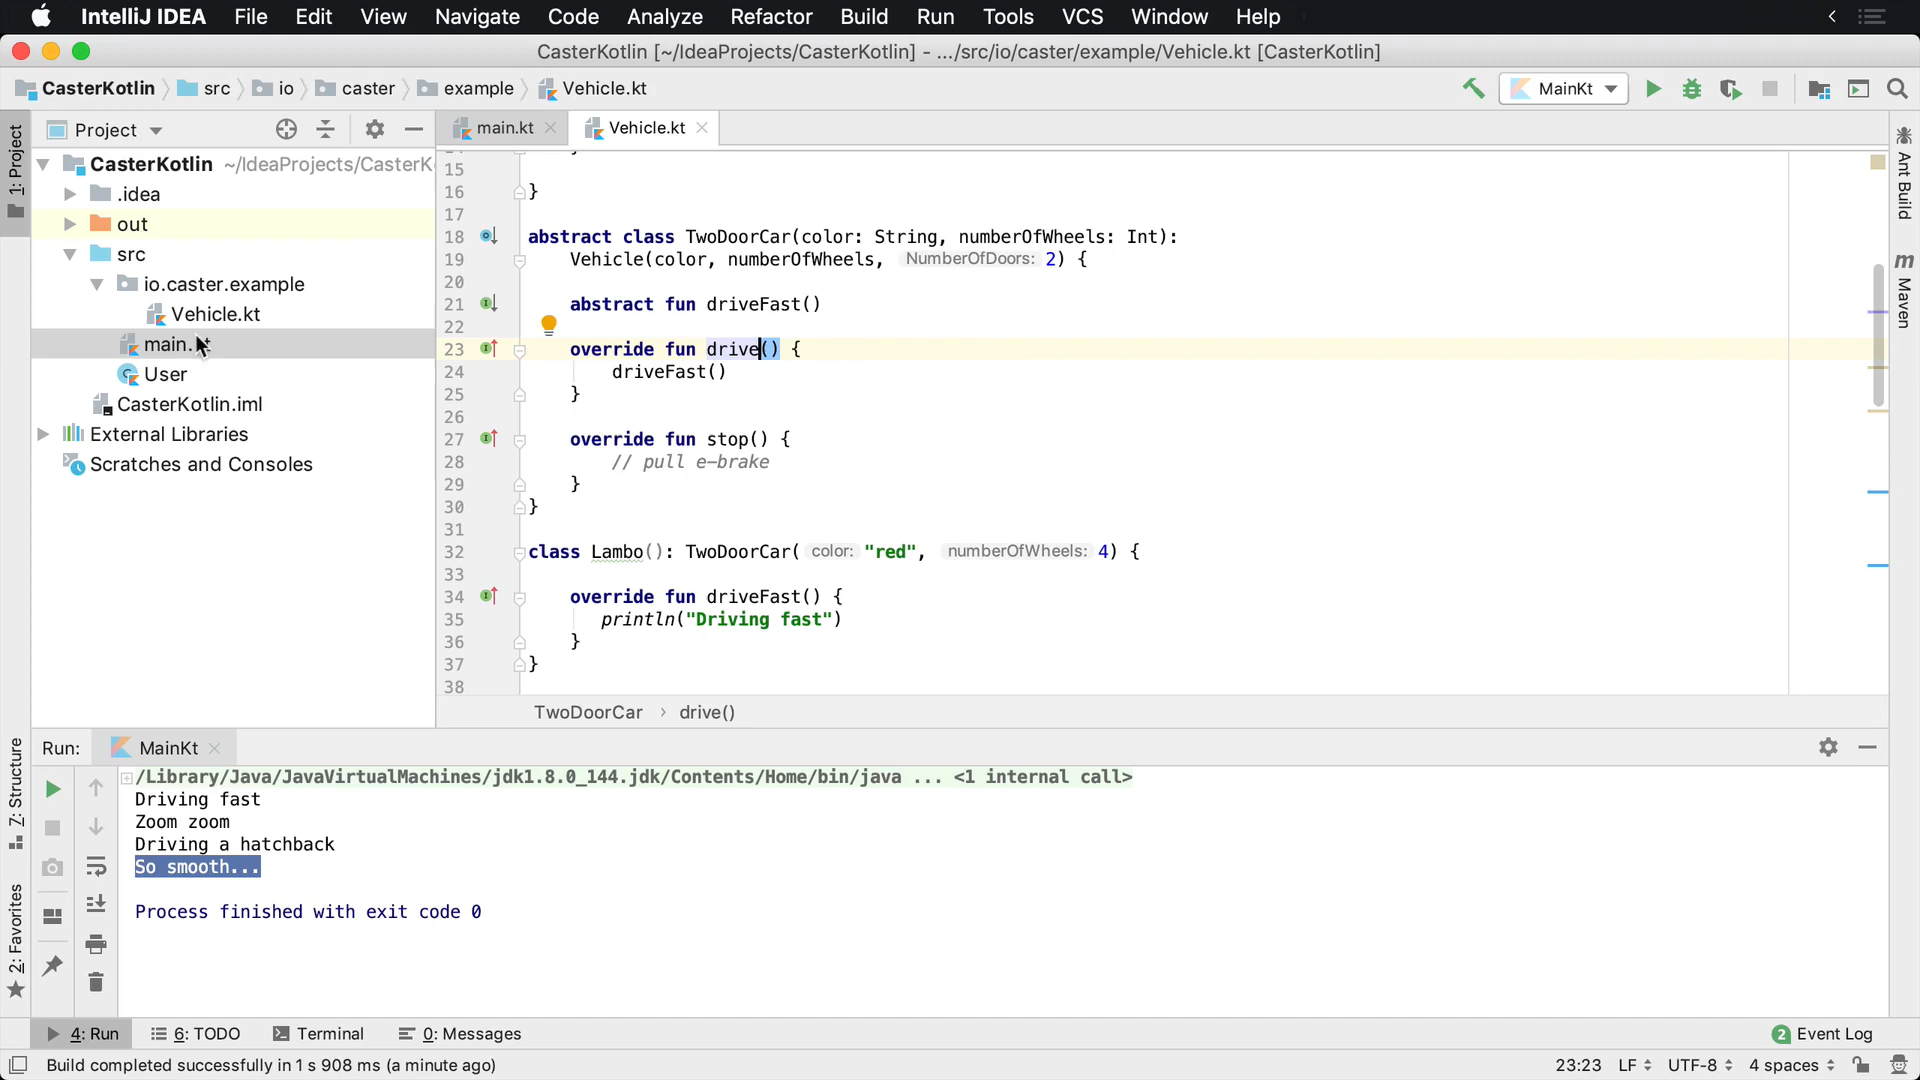 IntelliJ IDEA File Edit View Navigate Code Analyze Refactor Build Run Tools VCS Window Help
CasterKotlin [~/IdeaProjects/CasterKotlin] - .../src/io/caster/example/Vehicle.kt [CasterKotlin]
CasterKotlin src io caster example Vehicle.kt MainKt
Project main.kt Vehicle.kt
1: Project
CasterKotlin ~/IdeaProjects/CasterK
.idea
out
src
io.caster.example
Vehicle.kt
main.
User
CasterKotlin.iml
External Libraries
Scratches and Consoles
15
16 }
17
18 abstract class TwoDoorCar(color: String, numberOfWheels: Int):
19 Vehicle(color, numberOfWheels, NumberOfDoors: 2) {
20
21 abstract fun driveFast()
22
23 override fun drive() {
24 driveFast()
25 }
26
27 override fun stop() {
28 // pull e-brake
29 }
30 }
31
32 class Lambo(): TwoDoorCar( color: "red", numberOfWheels: 4) {
33
34 override fun driveFast() {
35 println("Driving fast")
36 }
37 }
38
TwoDoorCar › drive()
Ant Build
m Maven
Run: MainKt
/Library/Java/JavaVirtualMachines/jdk1.8.0_144.jdk/Contents/Home/bin/java ... <1 internal call>
Driving fast
Zoom zoom
Driving a hatchback
So smooth...
Process finished with exit code 0
Z: Structure
2: Favorites
4: Run 6: TODO Terminal 0: Messages 2 Event Log
Build completed successfully in 1 s 908 ms (a minute ago) 23:23 LF UTF-8 4 spaces